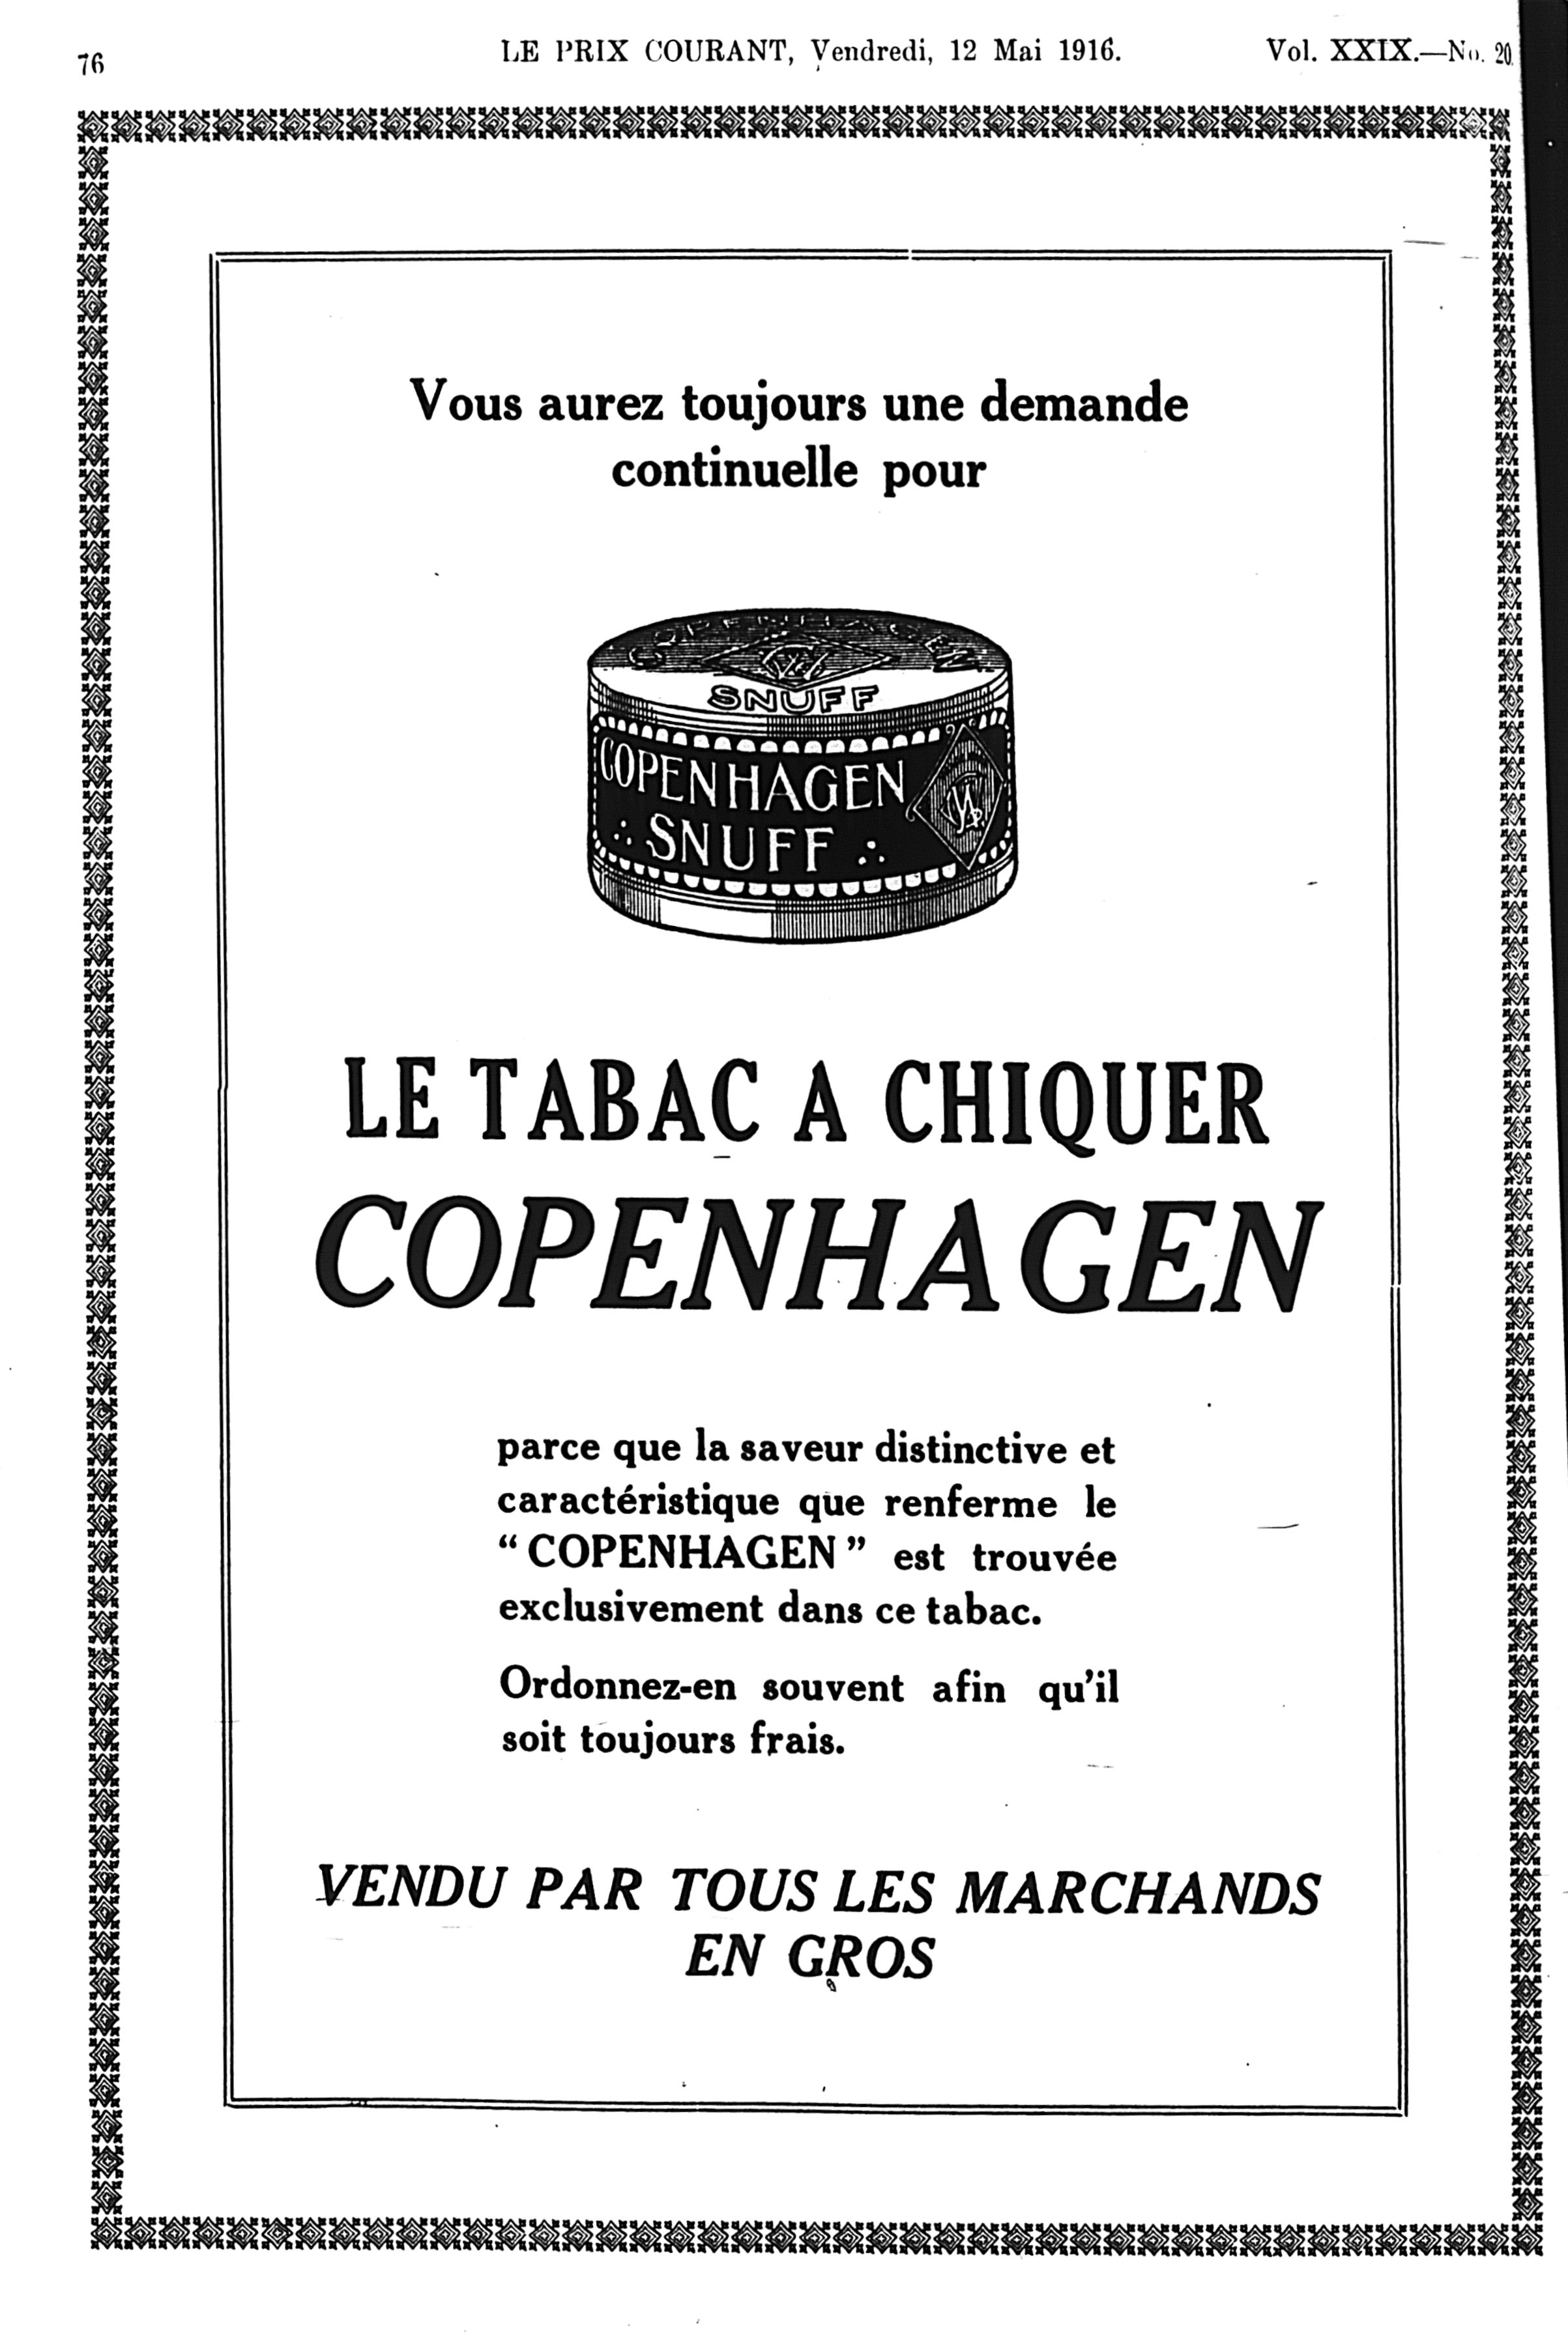 76
LE PRIX COURANT, Vendredi, 12 Mai 1916.
Vol. XXIX.—No. 20.
Vous aurez toujours une demande
continuelle pour
COPENHAGEN
SNUFF
COPENHAGEN
SNUFF
LE TABAC A CHIQUER
COPENHAGEN
parce que la saveur distinctive et
caractéristique que renferme le
“COPENHAGEN” est trouvée
exclusivement dans ce tabac.
Ordonnez-en souvent afin qu’il
soit toujours frais.
VENDU PAR TOUS LES MARCHANDS
EN GROS